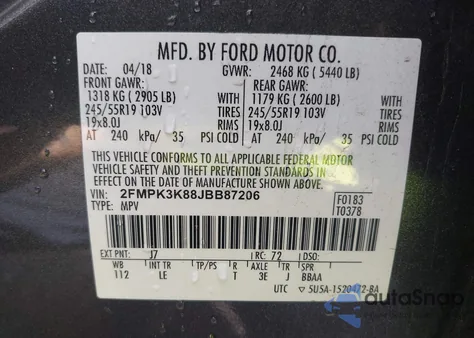 MFD. BY FORD MOTOR CO.
DATE: 04/18 GVWR: 2468 KG ( 5440 LB)
FRONT GAWR: REAR GAWR:
1318 KG ( 2905 LB) 1179 KG ( 2600 LB)
245/55R19 103V TIRES 245/55R19 103V TIRES
19x8.0J RIMS 19x8.0J RIMS
AT 240 kPa/ 35 PSI COLD AT 240 kPa/ 35 PSI COLD
THIS VEHICLE CONFORMS TO ALL APPLICABLE FEDERAL MOTOR
VEHICLE SAFETY AND THEFT PREVENTION STANDARDS IN
EFFECT ON THE DATE OF MANUFACTURE SHOWN ABOVE.
VIN: 2FMPK3K88JBB87206 F0183
TYPE: MPV T0378
EXT PNT: J7 RC: 72 DSO:
WB INT TR TP/PS R AXLE TR SPR
112 LE T 3E J BBAA
UTC 5U5A-1520472-BA
autoSnap